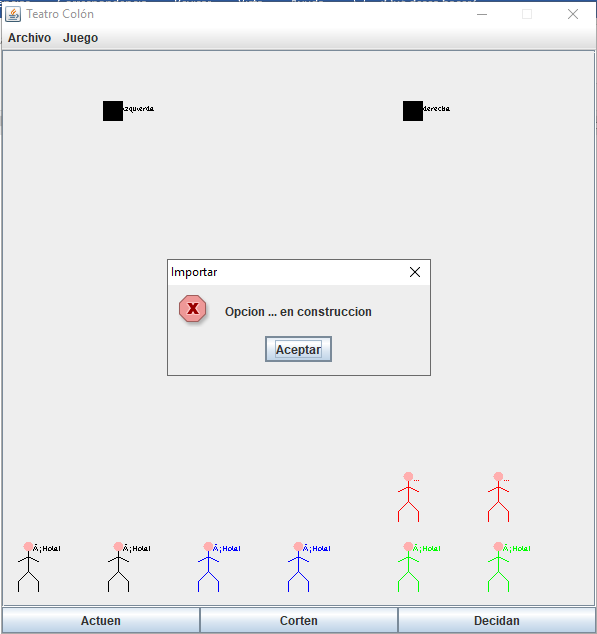 Teatro Colón
Archivo Juego
derecha
Importar
Opcion ... en construccion
Aceptar
... ...
Â¡Hola! Â¡Hola! Â¡Hola! Â¡Hola! Â¡Hola! Â¡Hola!
Actuen Corten Decidan